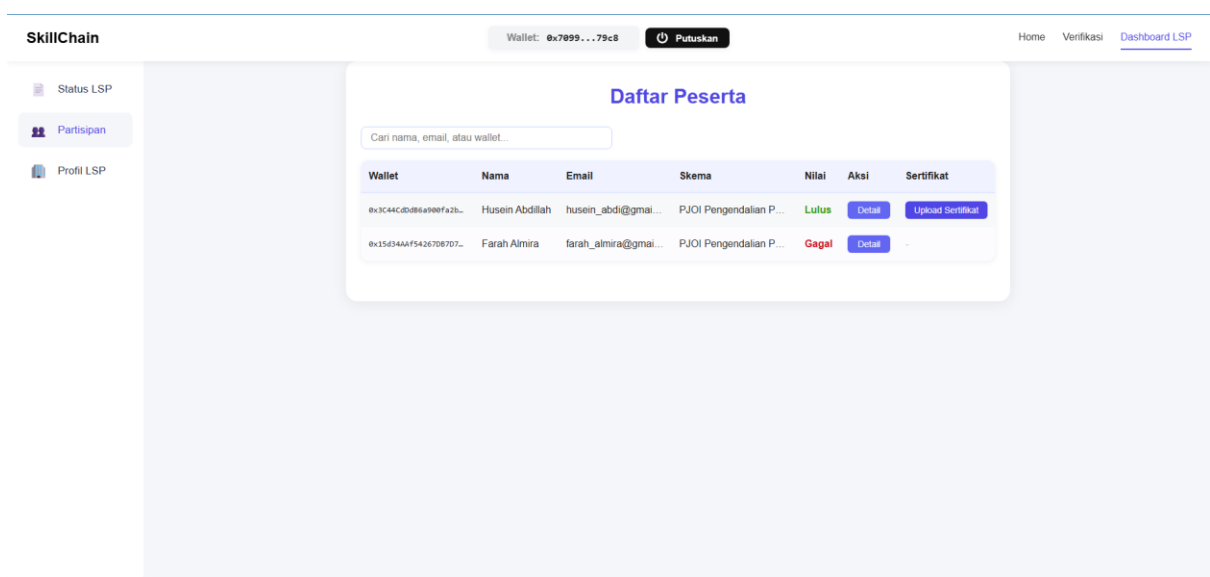 SkillChain
Wallet: 0x7099...79c8
Putuskan
Home Verifikasi Dashboard LSP
Status LSP
Partisipan
Profil LSP
Daftar Peserta
Cari nama, email, atau wallet...
Wallet Nama Email Skema Nilai Aksi Sertifikat
0x3C44CdDdB6a900fa2b… Husein Abdillah husein_abdi@gmai... PJOI Pengendalian P... Lulus Detail Upload Sertifikat
0x15d34AAf54267DB7D7… Farah Almira farah_almira@gmai... PJOI Pengendalian P... Gagal Detail -